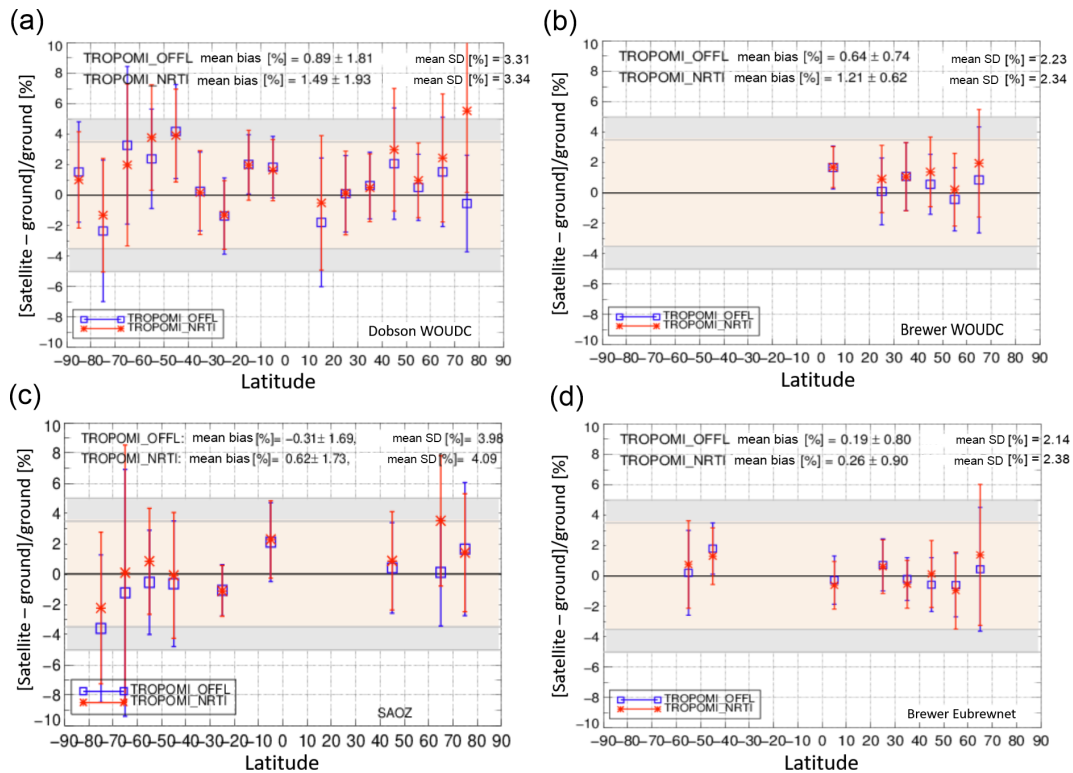 (a)
TROPOMI_OFFL mean bias [%] = 0.89 ± 1.81 mean SD [%] = 3.31
TROPOMI_NRTI mean bias [%] = 1.49 ± 1.93 mean SD [%] = 3.34
[Satellite – ground]/ground [%]
10
8
6
4
2
0
−2
−4
−6
−8
−10
TROPOMI_OFFL
TROPOMI_NRTI
Dobson WOUDC
−90−80−70−60−50−40−30−20−10 0 10 20 30 40 50 60 70 80 90
Latitude
(b)
TROPOMI_OFFL mean bias [%] = 0.64 ± 0.74 mean SD [%] = 2.23
TROPOMI_NRTI mean bias [%] = 1.21 ± 0.62 mean SD [%] = 2.34
[Satellite – ground]/ground [%]
10
8
6
4
2
0
−2
−4
−6
−8
−10
TROPOMI_OFFL
TROPOMI_NRTI
Brewer WOUDC
−90−80−70−60−50−40−30−20−10 0 10 20 30 40 50 60 70 80 90
Latitude
(c)
TROPOMI_OFFL: mean bias [%]= −0.31± 1.69, mean SD [%] = 3.98
TROPOMI_NRTI: mean bias [%]= 0.62± 1.73, mean SD [%] = 4.09
[Satellite – ground]/ground [%]
10
8
6
4
2
0
−2
−4
−6
−8
−10
TROPOMI_OFFL
TROPOMI_NRTI
SAOZ
−90−80−70−60−50−40−30−20−10 0 10 20 30 40 50 60 70 80 90
Latitude
(d)
TROPOMI_OFFL mean bias [%] = 0.19 ± 0.80 mean SD [%] = 2.14
TROPOMI_NRTI mean bias [%] = 0.26 ± 0.90 mean SD [%] = 2.38
[Satellite – ground]/ground [%]
10
8
6
4
2
0
−2
−4
−6
−8
−10
TROPOMI_OFFL
TROPOMI_NRTI
Brewer Eubrewnet
−90−80−70−60−50−40−30−20−10 0 10 20 30 40 50 60 70 80 90
Latitude